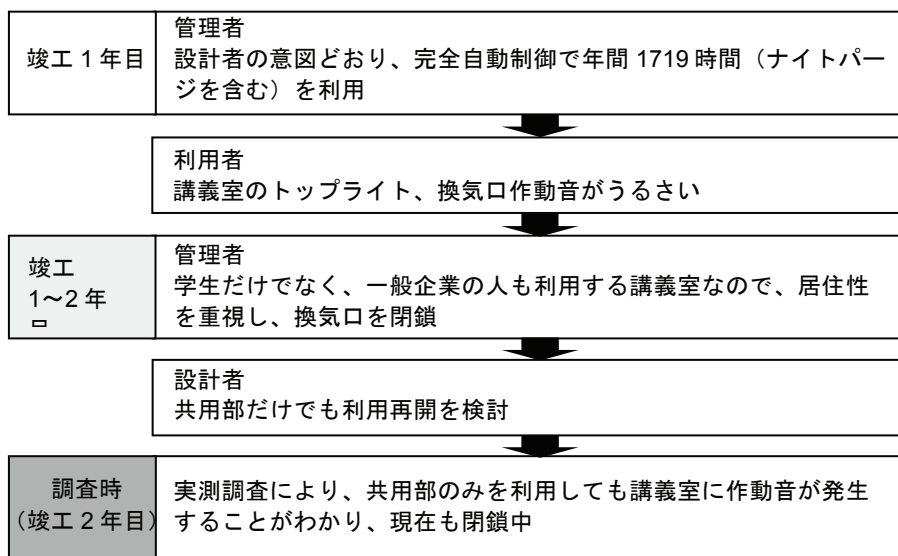 竣工 1 年目
管理者
設計者の意図どおり、完全自動制御で年間 1719 時間（ナイトパー
ジを含む）を利用
利用者
講義室のトップライト、換気口作動音がうるさい
竣工
1～2 年
管理者
学生だけでなく、一般企業の人も利用する講義室なので、居住性
を重視し、換気口を閉鎖
設計者
共用部だけでも利用再開を検討
調査時
（竣工 2 年目）
実測調査により、共用部のみを利用しても講義室に作動音が発生
することがわかり、現在も閉鎖中